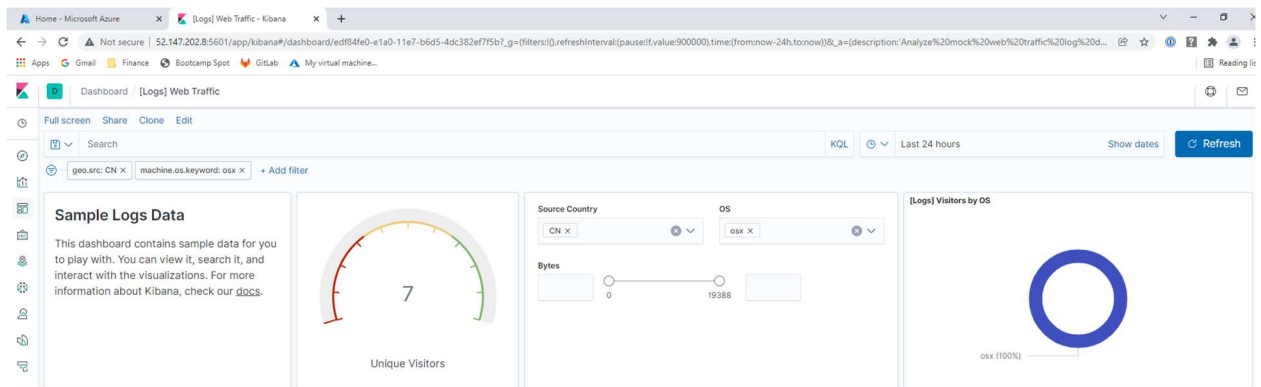 Home - Microsoft Azure
[Logs] Web Traffic - Kibana
Not secure | 52.147.202.8:5601/app/kibana#/dashboard/edf84fe0-e1a0-11e7-b6d5-4dc382ef7f5b?_g=(filters:!(),refreshInterval:(pause:!f,value:900000),time:(from:now-24h,to:now))&_a=(description:'Analyze%20mock%20web%20traffic%20log%20d...
Apps Gmail Finance Bootcamp Spot GitLab My virtual machine... Reading lis
D Dashboard / [Logs] Web Traffic
Full screen Share Clone Edit
Search KQL Last 24 hours Show dates Refresh
geo.src: CN × machine.os.keyword: osx × + Add filter
Sample Logs Data
This dashboard contains sample data for you
to play with. You can view it, search it, and
interact with the visualizations. For more
information about Kibana, check our docs.
7
Unique Visitors
Source Country OS
CN × osx ×
Bytes
0 19388
[Logs] Visitors by OS
osx (100%)